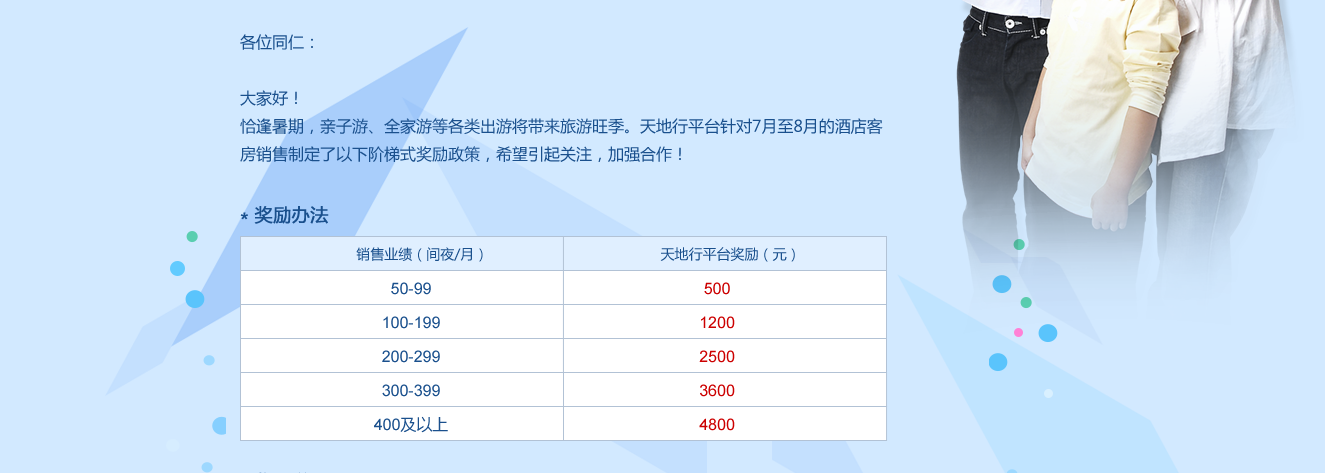 各位同仁：
大家好！
恰逢暑期，亲子游、全家游等各类出游将带来旅游旺季。天地行平台针对7月至8月的酒店客
房销售制定了以下阶梯式奖励政策，希望引起关注，加强合作！
* 奖励办法
销售业绩（间夜/月） 天地行平台奖励（元）
50-99 500
100-199 1200
200-299 2500
300-399 3600
400及以上 4800